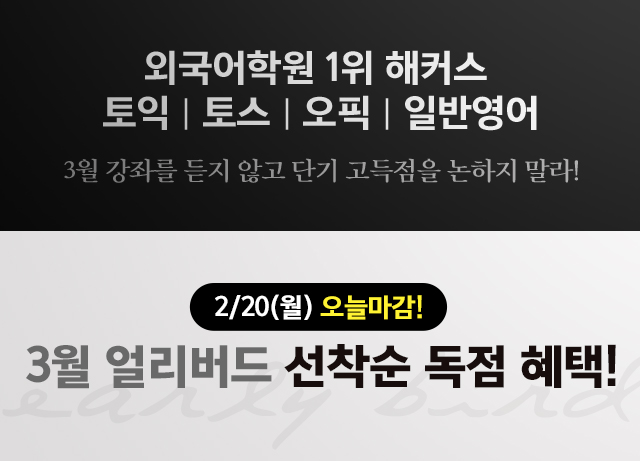 외국어학원 1위 해커스
토익 | 토스 | 오픽 | 일반영어
3월 강좌를 듣지 않고 단기 고득점을 논하지 말라!
2/20(월) 오늘마감!
3월 얼리버드 선착순 독점 혜택!
early bird